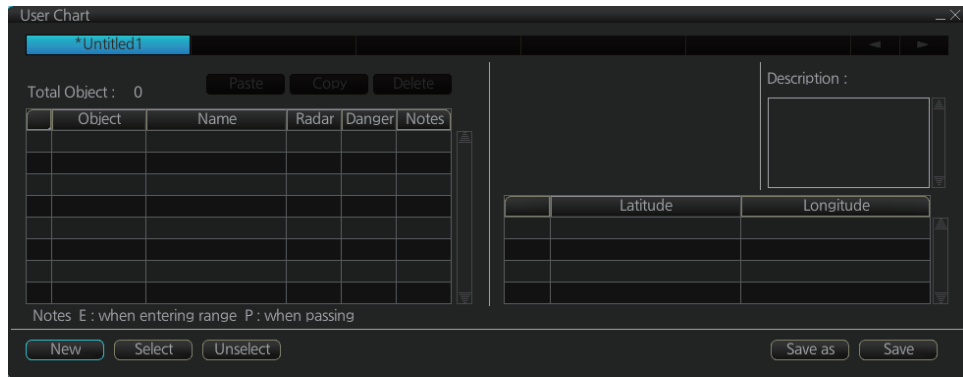 User Chart
*Untitled1
Total Object : 0 Paste Copy Delete
Description :
Object Name Radar Danger Notes
Latitude Longitude
Notes E : when entering range P : when passing
New Select Unselect Save as Save